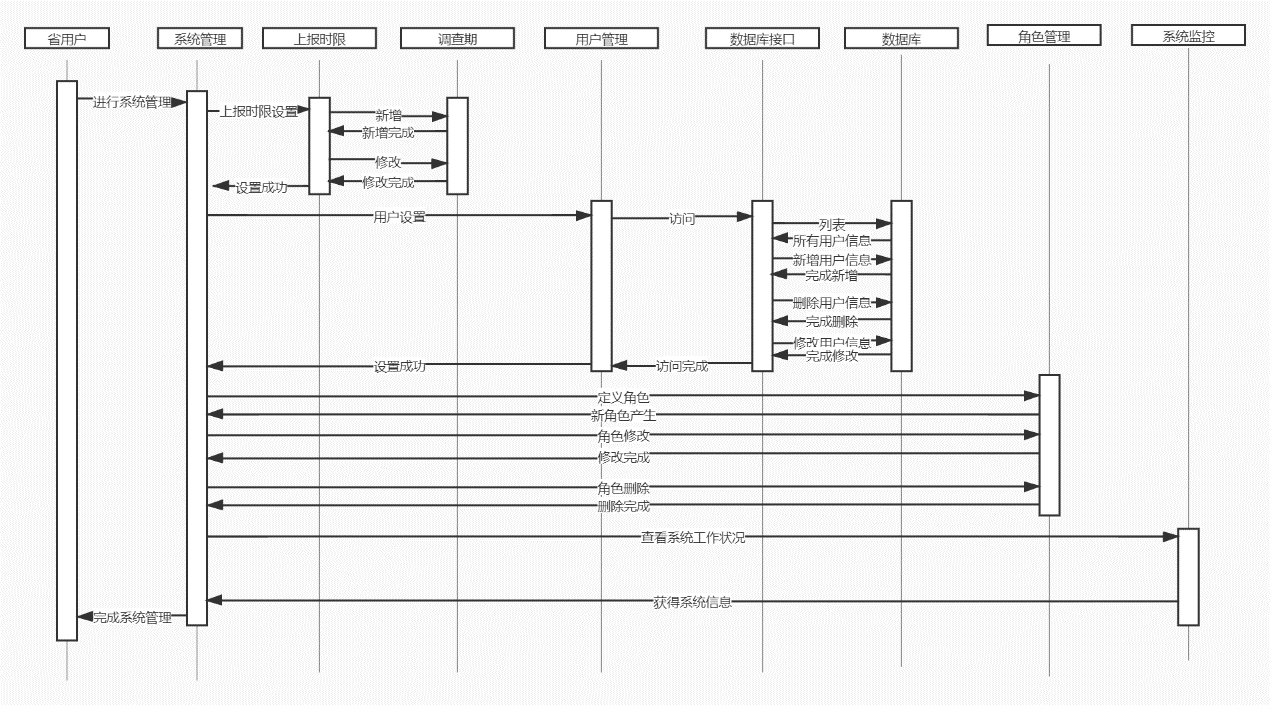 省用户
系统管理
上报时限
调查期
用户管理
数据库接口
数据库
角色管理
系统监控
进行系统管理
上报时限设置
新增
新增完成
修改
修改完成
设置成功
用户设置
访问
列表
所有用户信息
新增用户信息
完成新增
删除用户信息
完成删除
修改用户信息
完成修改
设置成功
访问完成
定义角色
新角色产生
角色修改
修改完成
角色删除
删除完成
查看系统工作状况
获得系统信息
完成系统管理